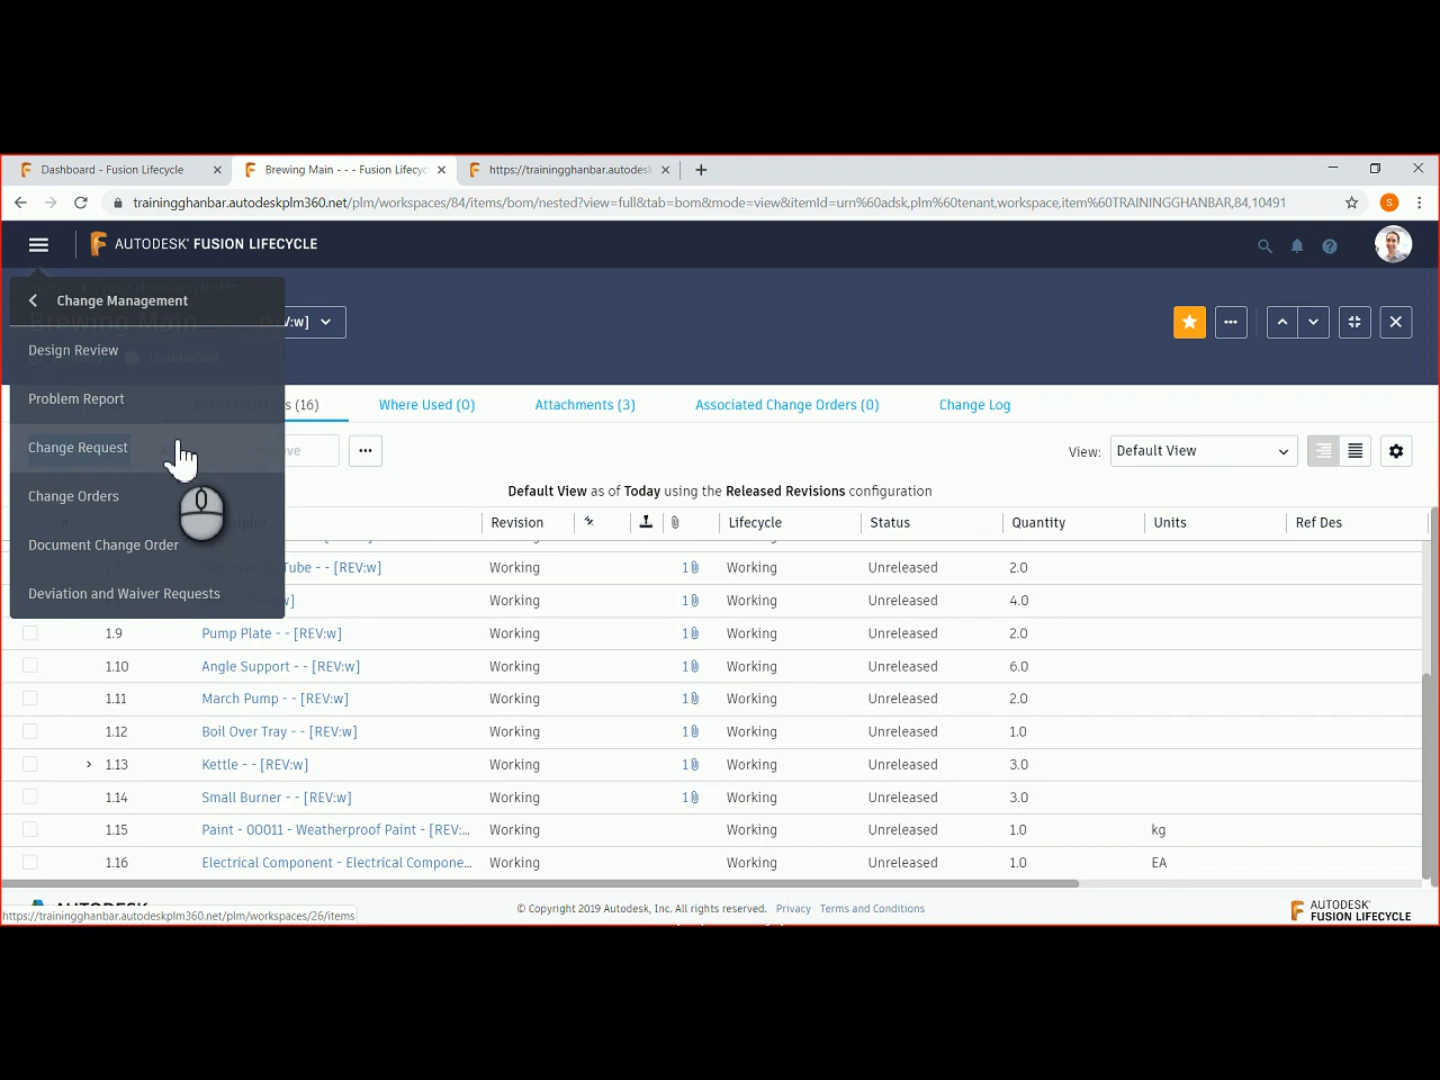 Dashboard - Fusion Lifecycle
Brewing Main - - - Fusion Lifecyc
https://trainingghanbar.autodesk
trainingghanbar.autodeskplm360.net/plm/workspaces/84/items/bom/nested?view=full&tab=bom&mode=view&itemId=urn%60adsk,plm%60tenant,workspace,item%60TRAININGGHANBAR,84,10491
S
AUTODESK® FUSION LIFECYCLE
Change Management
Brewing Main
:w]
Design Review
Unreleased
Problem Report
s (16)
Where Used (0)
Attachments (3)
Associated Change Orders (0)
Change Log
Change Request
View:
Default View
Change Orders
Default View as of Today using the Released Revisions configuration
Revision
Lifecycle
Status
Quantity
Units
Ref Des
Document Change Order
Tube - - [REV:w]
Working
1
Working
Unreleased
2.0
Deviation and Waiver Requests
Working
1
Working
Unreleased
4.0
1.9
Pump Plate - - [REV:w]
Working
1
Working
Unreleased
2.0
1.10
Angle Support - - [REV:w]
Working
1
Working
Unreleased
6.0
1.11
March Pump - - [REV:w]
Working
1
Working
Unreleased
2.0
1.12
Boil Over Tray - - [REV:w]
Working
1
Working
Unreleased
1.0
1.13
Kettle - - [REV:w]
Working
1
Working
Unreleased
3.0
1.14
Small Burner - - [REV:w]
Working
1
Working
Unreleased
3.0
1.15
Paint - 00011 - Weatherproof Paint - [REV:...
Working
Working
Unreleased
1.0
kg
1.16
Electrical Component - Electrical Compone...
Working
Working
Unreleased
1.0
EA
https://trainingghanbar.autodeskplm360.net/plm/workspaces/26/items
© Copyright 2019 Autodesk, Inc. All rights reserved.
Privacy
Terms and Conditions
AUTODESK®
FUSION LIFECYCLE